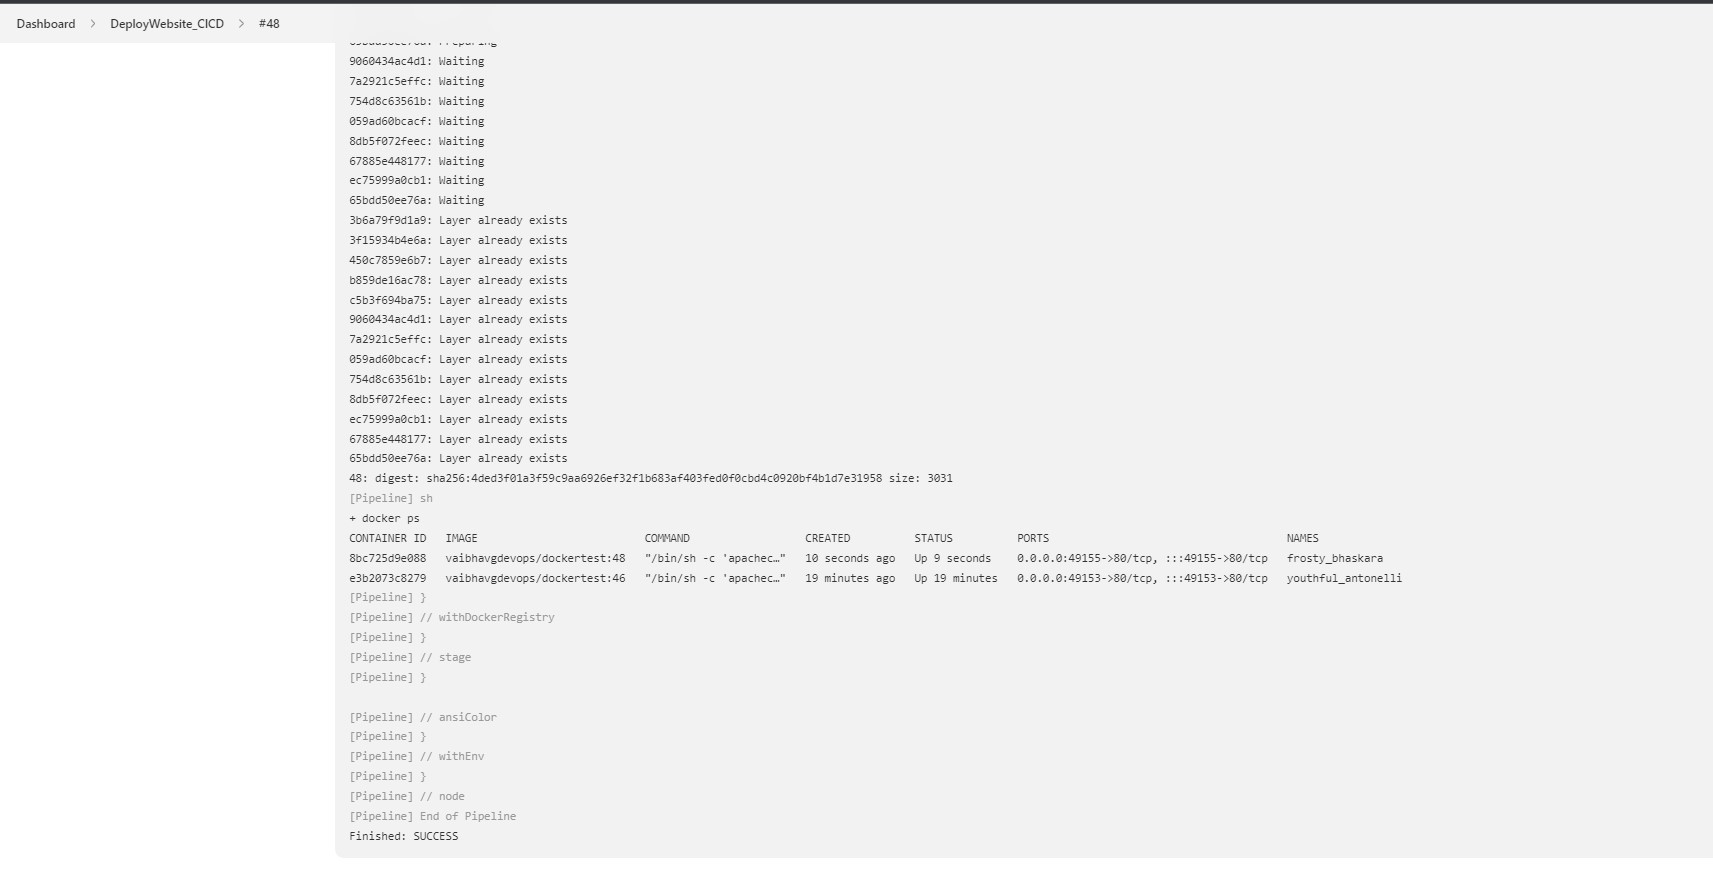 Dashboard > DeployWebsite_CICD > #48
65bdd50ee76a: Preparing
9060434ac4d1: Waiting
7a2921c5effc: Waiting
754d8c63561b: Waiting
059ad60bcacf: Waiting
8db5f072feec: Waiting
67885e448177: Waiting
ec75999a0cb1: Waiting
65bdd50ee76a: Waiting
3b6a79f9d1a9: Layer already exists
3f15934b4e6a: Layer already exists
450c7859e6b7: Layer already exists
b859de16ac78: Layer already exists
c5b3f694ba75: Layer already exists
9060434ac4d1: Layer already exists
7a2921c5effc: Layer already exists
059ad60bcacf: Layer already exists
754d8c63561b: Layer already exists
8db5f072feec: Layer already exists
ec75999a0cb1: Layer already exists
67885e448177: Layer already exists
65bdd50ee76a: Layer already exists
48: digest: sha256:4ded3f01a3f59c9aa6926ef32f1b683af403fed0f0cbd4c0920bf4b1d7e31958 size: 3031
[Pipeline] sh
+ docker ps
CONTAINER ID   IMAGE                          COMMAND                  CREATED          STATUS          PORTS                                     NAMES
8bc725d9e088   vaibhavgdevops/dockertest:48   "/bin/sh -c 'apachec…"   10 seconds ago   Up 9 seconds    0.0.0.0:49155->80/tcp, :::49155->80/tcp   frosty_bhaskara
e3b2073c8279   vaibhavgdevops/dockertest:46   "/bin/sh -c 'apachec…"   19 minutes ago   Up 19 minutes   0.0.0.0:49153->80/tcp, :::49153->80/tcp   youthful_antonelli
[Pipeline] }
[Pipeline] // withDockerRegistry
[Pipeline] }
[Pipeline] // stage
[Pipeline] }
[Pipeline] // ansiColor
[Pipeline] }
[Pipeline] // withEnv
[Pipeline] }
[Pipeline] // node
[Pipeline] End of Pipeline
Finished: SUCCESS